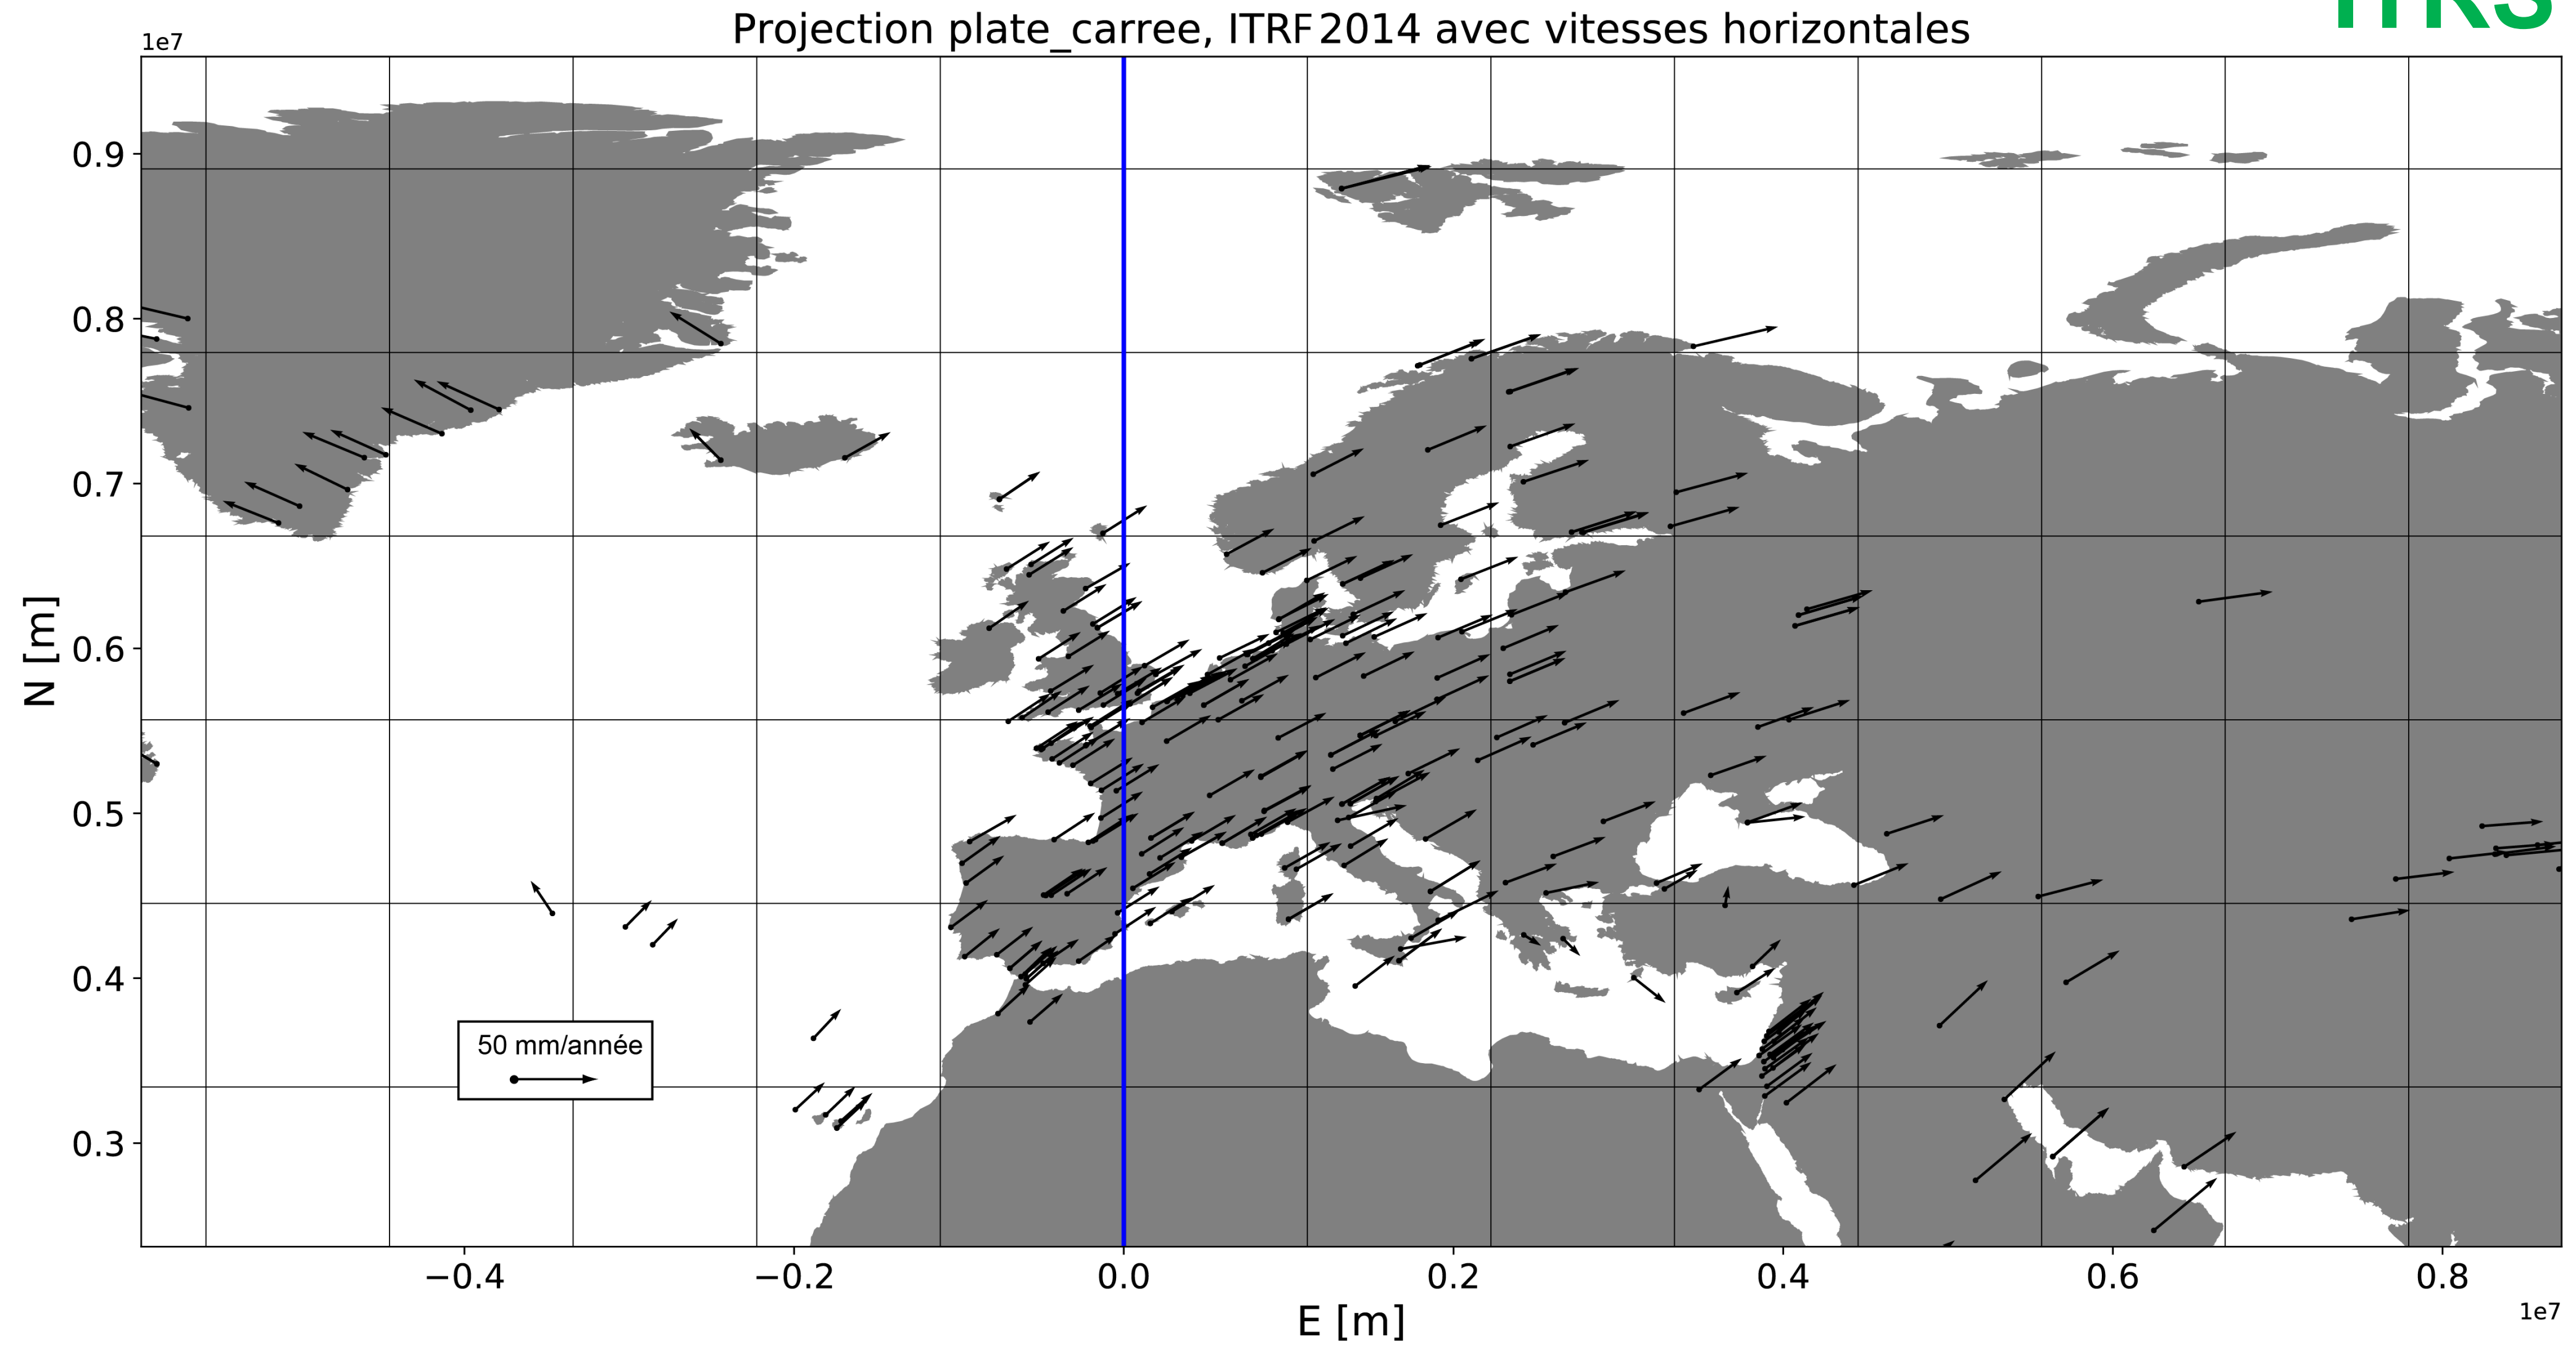 ITRS
Projection plate_carree, ITRF2014 avec vitesses horizontales
1e7
0.9
0.8
0.7
0.6
0.5
0.4
0.3
N [m]
50 mm/année
−0.4
−0.2
0.0
0.2
0.4
0.6
0.8
1e7
E [m]